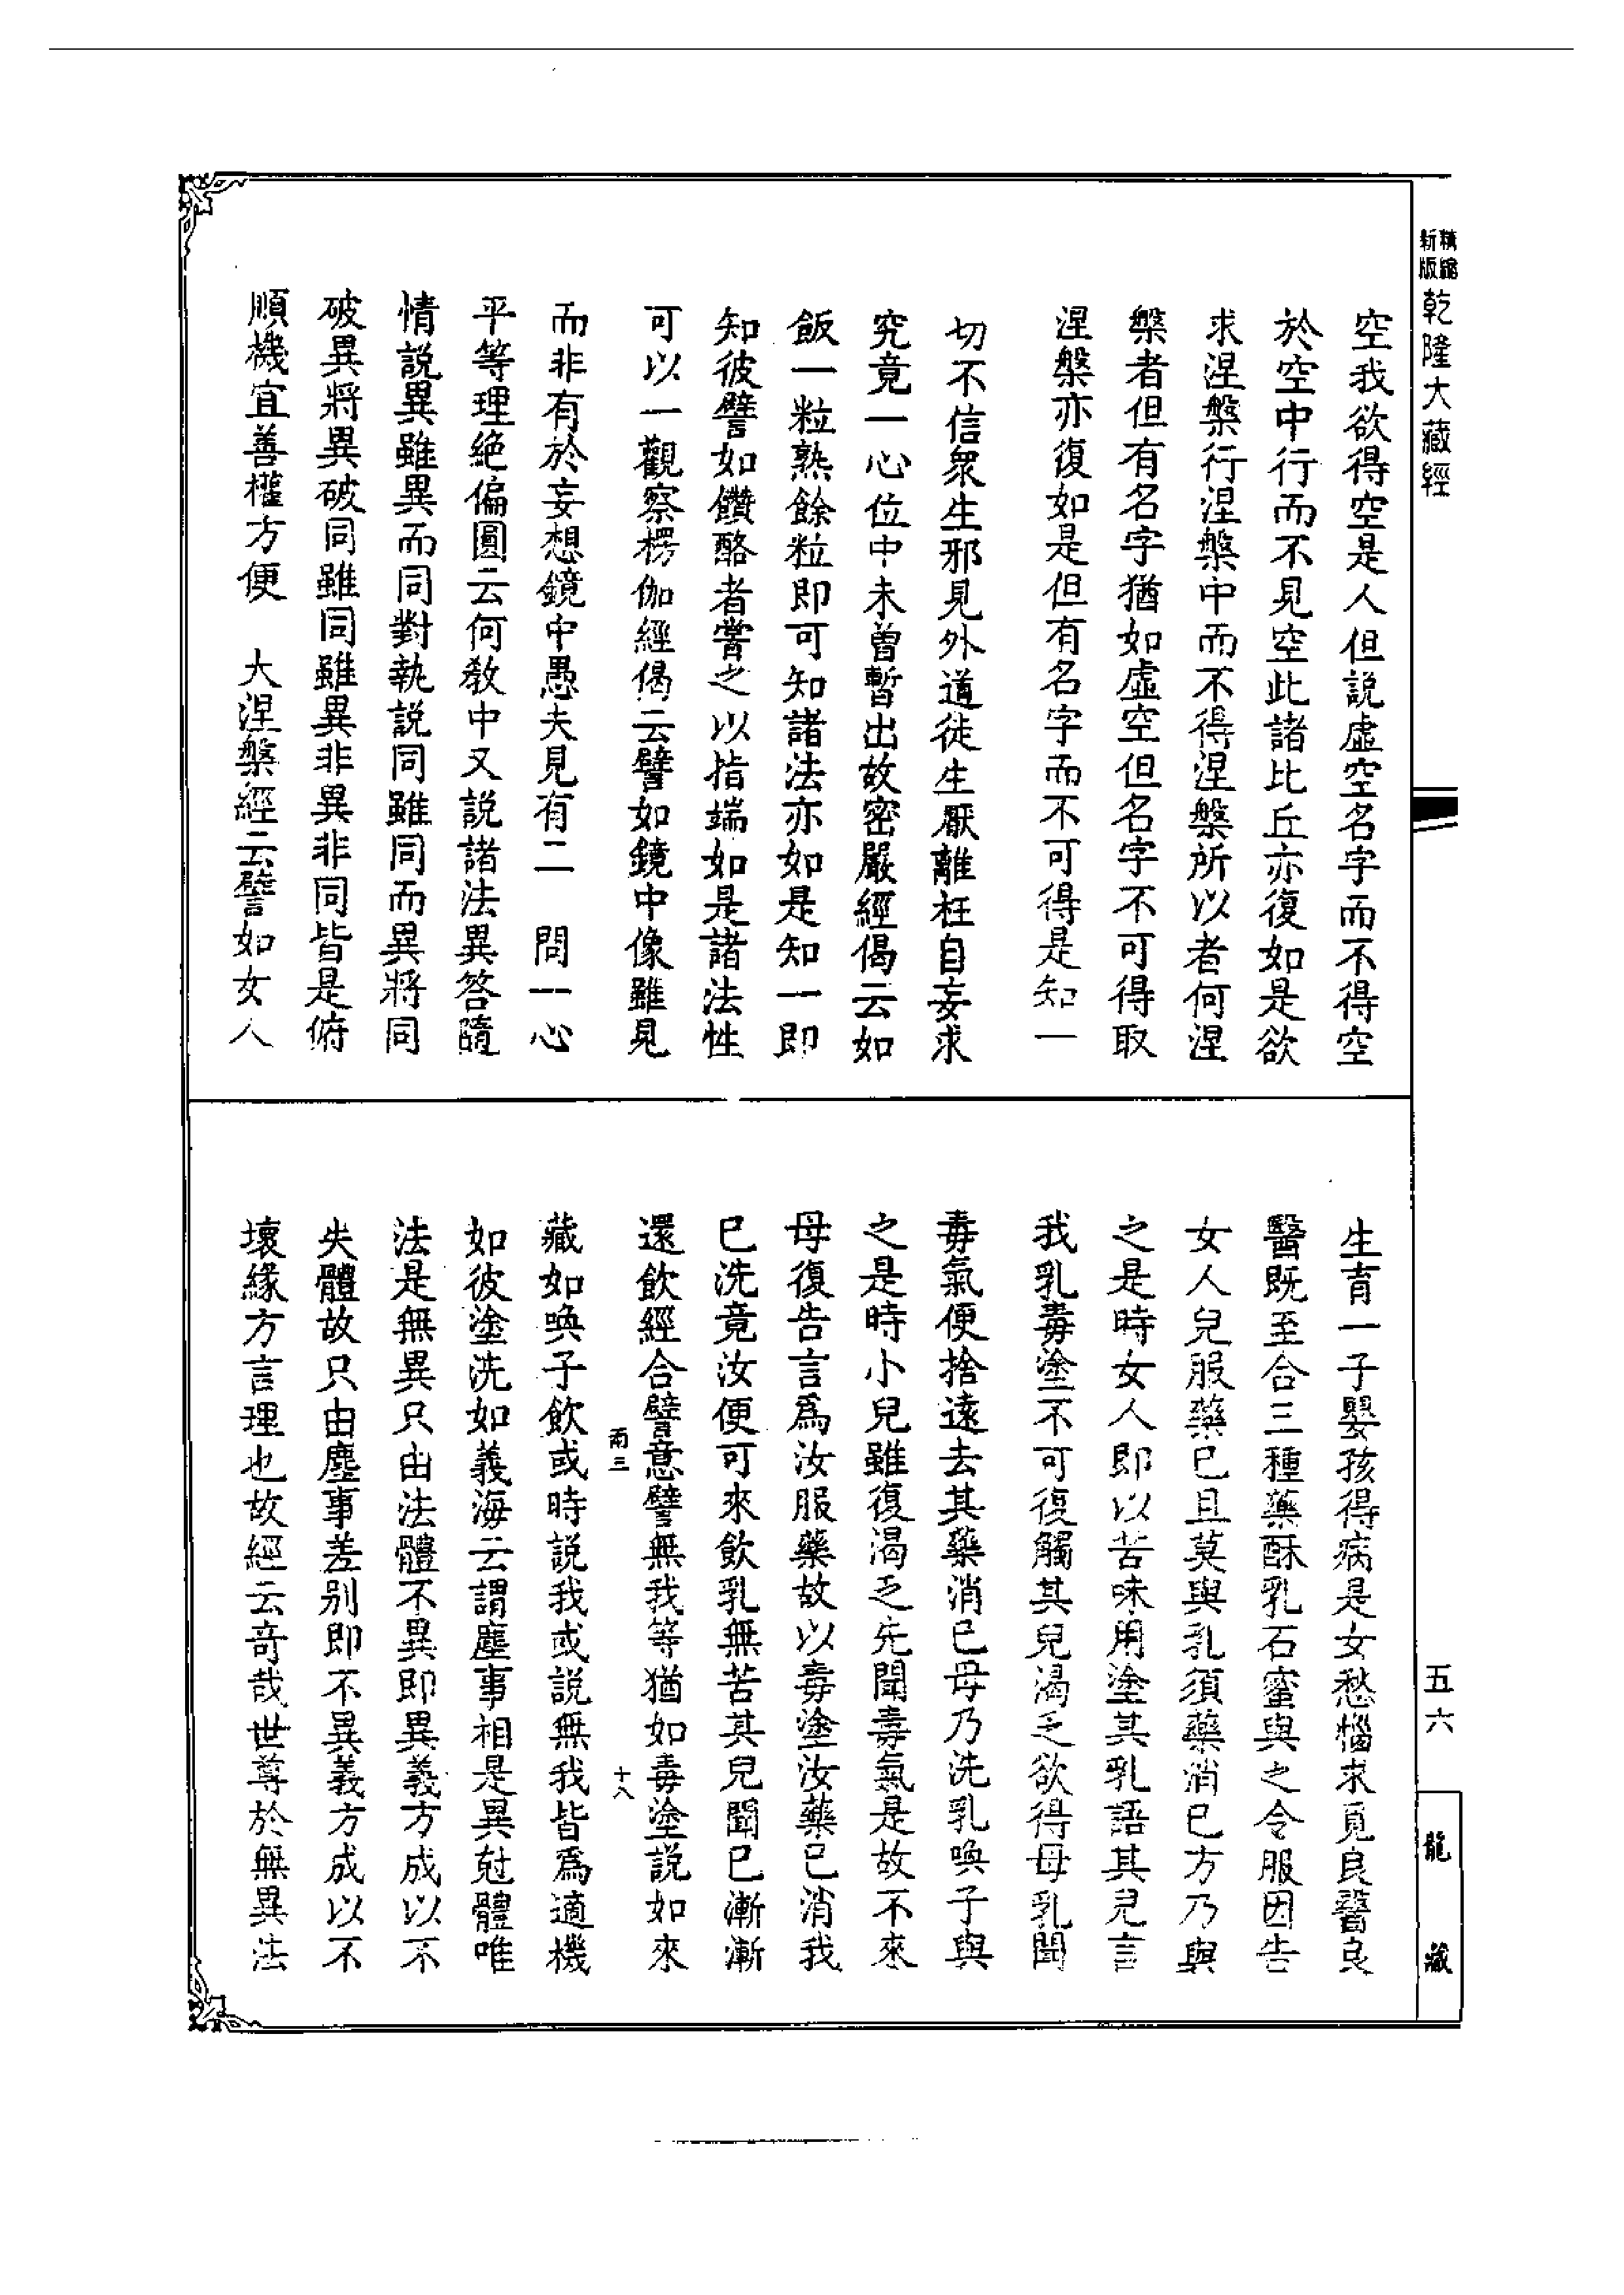 精縮
新版
乾隆大藏經
空我欲得空是人但說虛空名字而不得空
於空中行而不見空此諸比丘亦復如是欲
求涅槃行涅槃中而不得涅槃所以者何涅
槃者但有名字猶如虛空但名字不可得取
涅槃亦復如是但有名字而不可得是知一
切不信衆生邪見外道徒生厭離枉自妄求
究竟一心位中未曾暫出故密嚴經偈云如
飯一粒熟餘粒即可知諸法亦如是知一即
知彼譬如鑽酪者嘗之以指端如是諸法性
可以一觀察楞伽經偈云譬如鏡中像雖見
而非有於妄想鏡中愚夫見有二　問一心
平等理絶偏圓云何教中又説諸法異答隨
情説異雖異而同對執説同雖同而異將同
破異將異破同雖同雖異非異非同皆是俯
順機宜善權方便　大涅槃經云譬如女人
五六
龍藏
生育一子嬰孩得病是女愁惱求覓良醫良
醫既至合三種藥酥乳石蜜與之令服因告
女人兒服藥已且莫與乳須藥消已方乃與
之是時女人即以苦味用塗其乳語其兒言
我乳毒塗不可復觸其兒渴乏欲得母乳聞
毒氣便捨遠去其藥消已母乃洗乳喚子與
之是時小兒雖復渴乏先聞毒氣是故不來
母復告言爲汝服藥故以毒塗汝藥已消我
已洗竟汝便可來飲乳無苦其兒聞已漸漸
還飲經合譬意譬無我等猶如毒塗説如來
兩三　十八
藏如喚子飲或時説我或説無我皆爲適機
如彼塗洗如義海云謂塵事相是異尅體唯
法是無異只由法體不異即異義方成以不
失體故只由塵事差别即不異義方成以不
壞緣方言理也故經云奇哉世尊於無異法